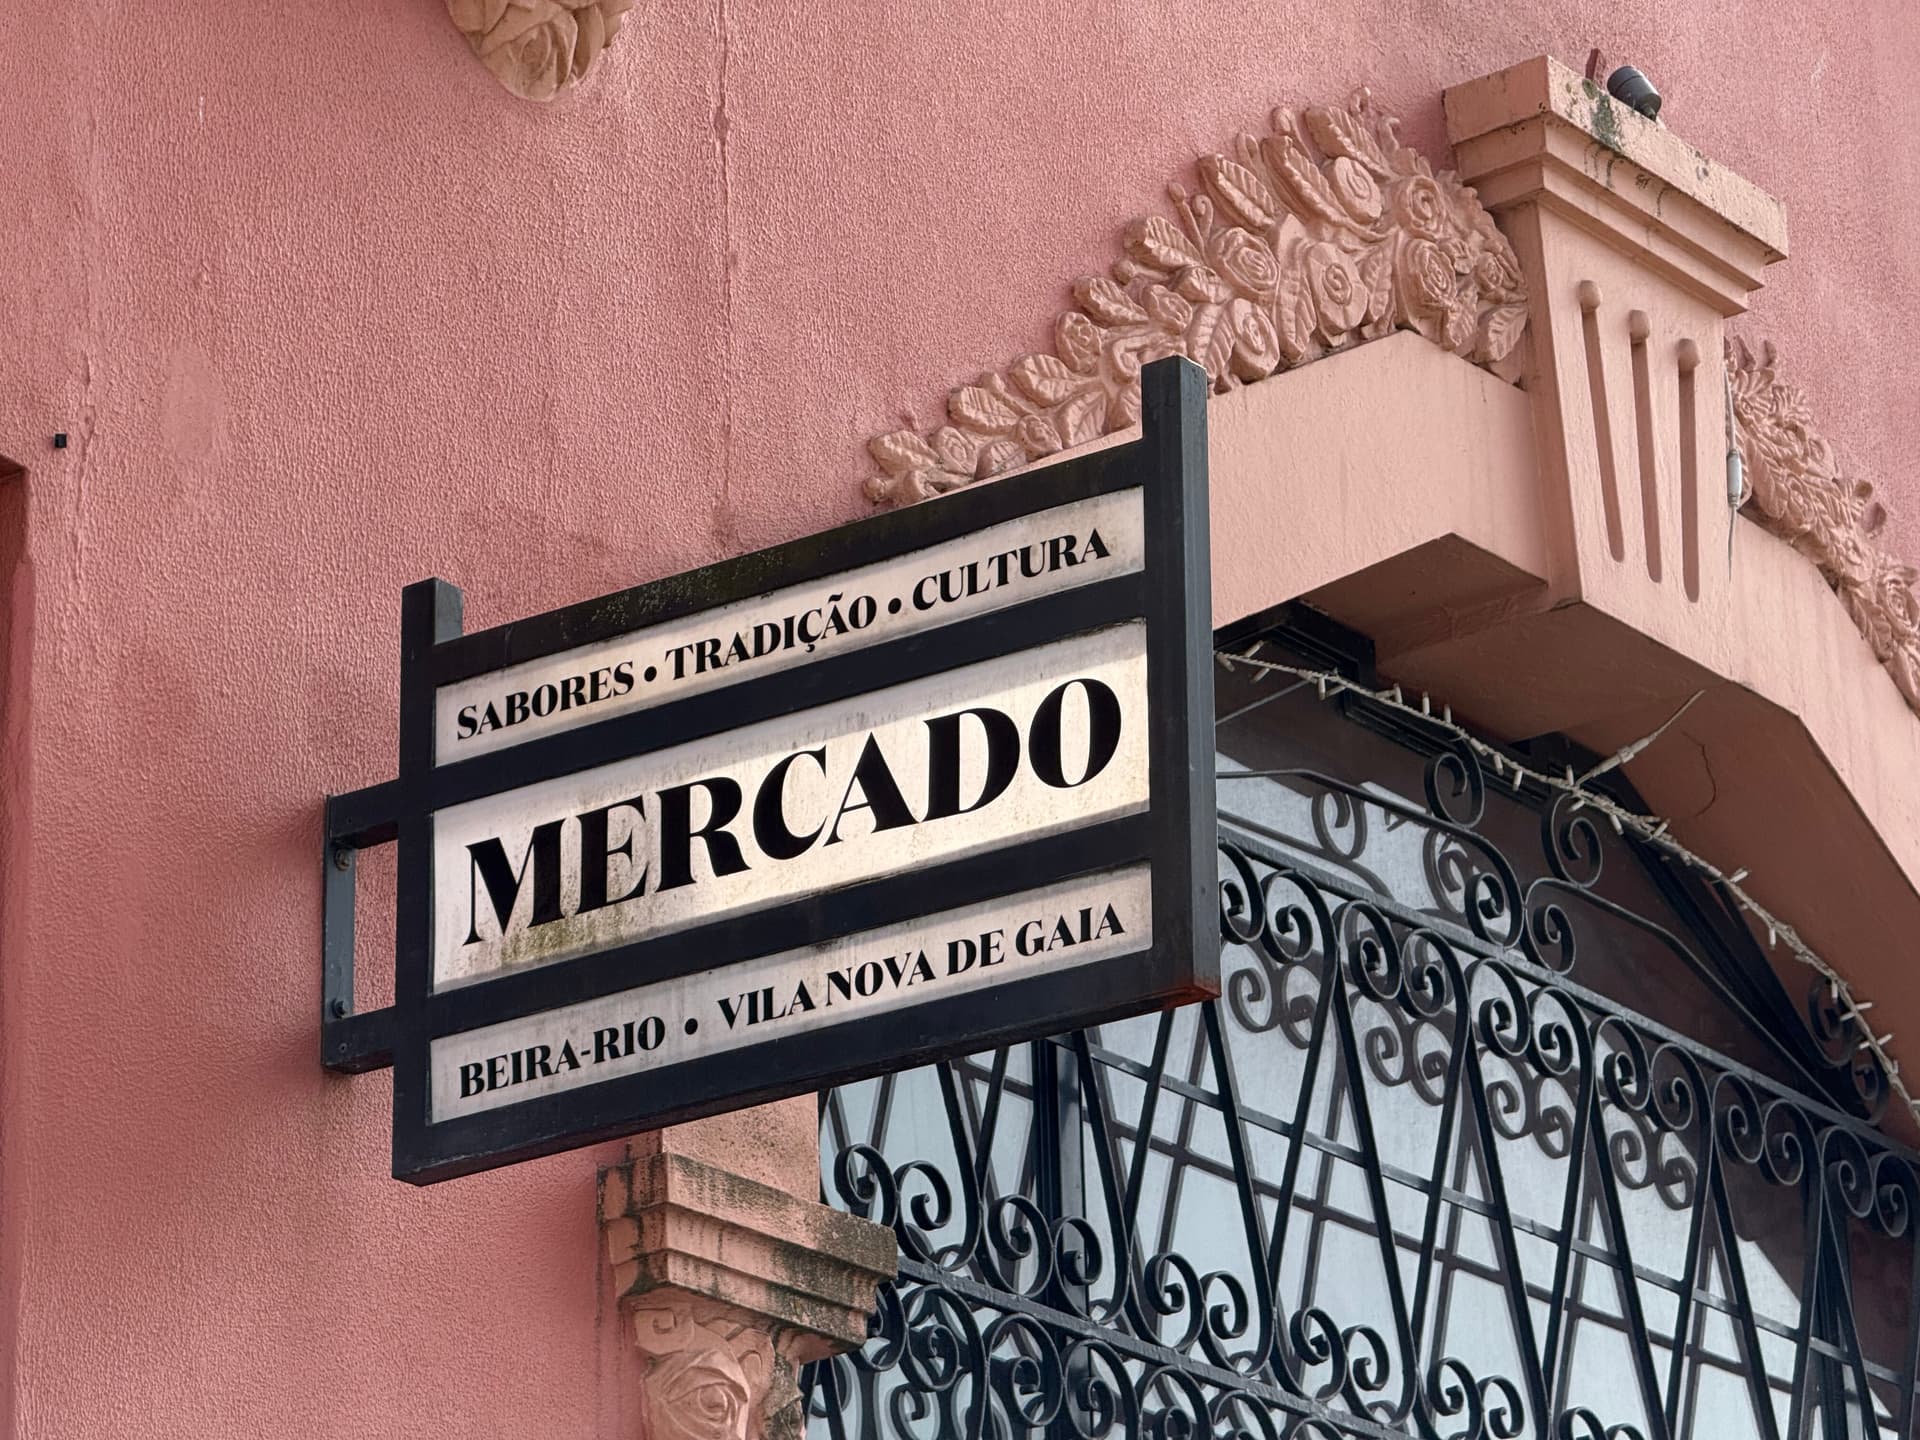 SABORES • TRADIÇÃO • CULTURA
MERCADO
BEIRA-RIO • VILA NOVA DE GAIA